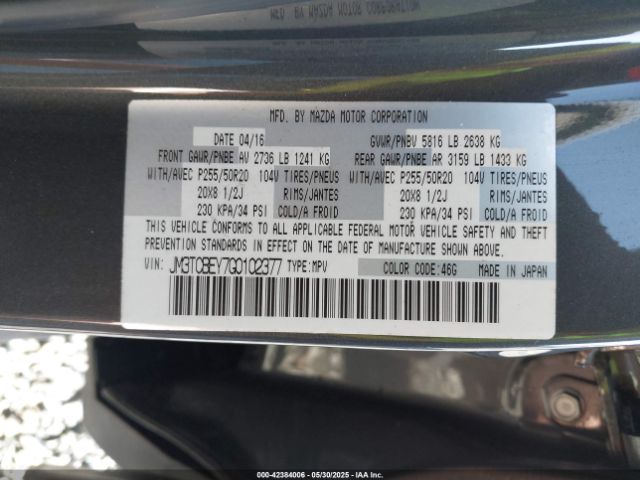 MFD. BY MAZDA MOTOR CORPORATION
DATE 04/16 GVWR/PNBV 5816 LB 2638 KG
FRONT GAWR/PNBE AV 2736 LB 1241 KG REAR GAWR/PNBE AR 3159 LB 1433 KG
WITH/AVEC P255/50R20 104V TIRES/PNEUS WITH/AVEC P255/50R20 104V TIRES/PNEUS
20X8 1/2J RIMS/JANTES 20X8 1/2J RIMS/JANTES
230 KPA/34 PSI COLD/A FROID 230 KPA/34 PSI COLD/A FROID
THIS VEHICLE CONFORMS TO ALL APPLICABLE FEDERAL MOTOR VEHICLE SAFETY AND THEFT
PREVENTION STANDARDS IN EFFECT ON THE DATE OF MANUFACTURE SHOWN ABOVE.
VIN: JM3TCBEY7G0102377 TYPE:MPV COLOR CODE:46G MADE IN JAPAN
000-42384006 - 05/30/2025 - IAAI.COM